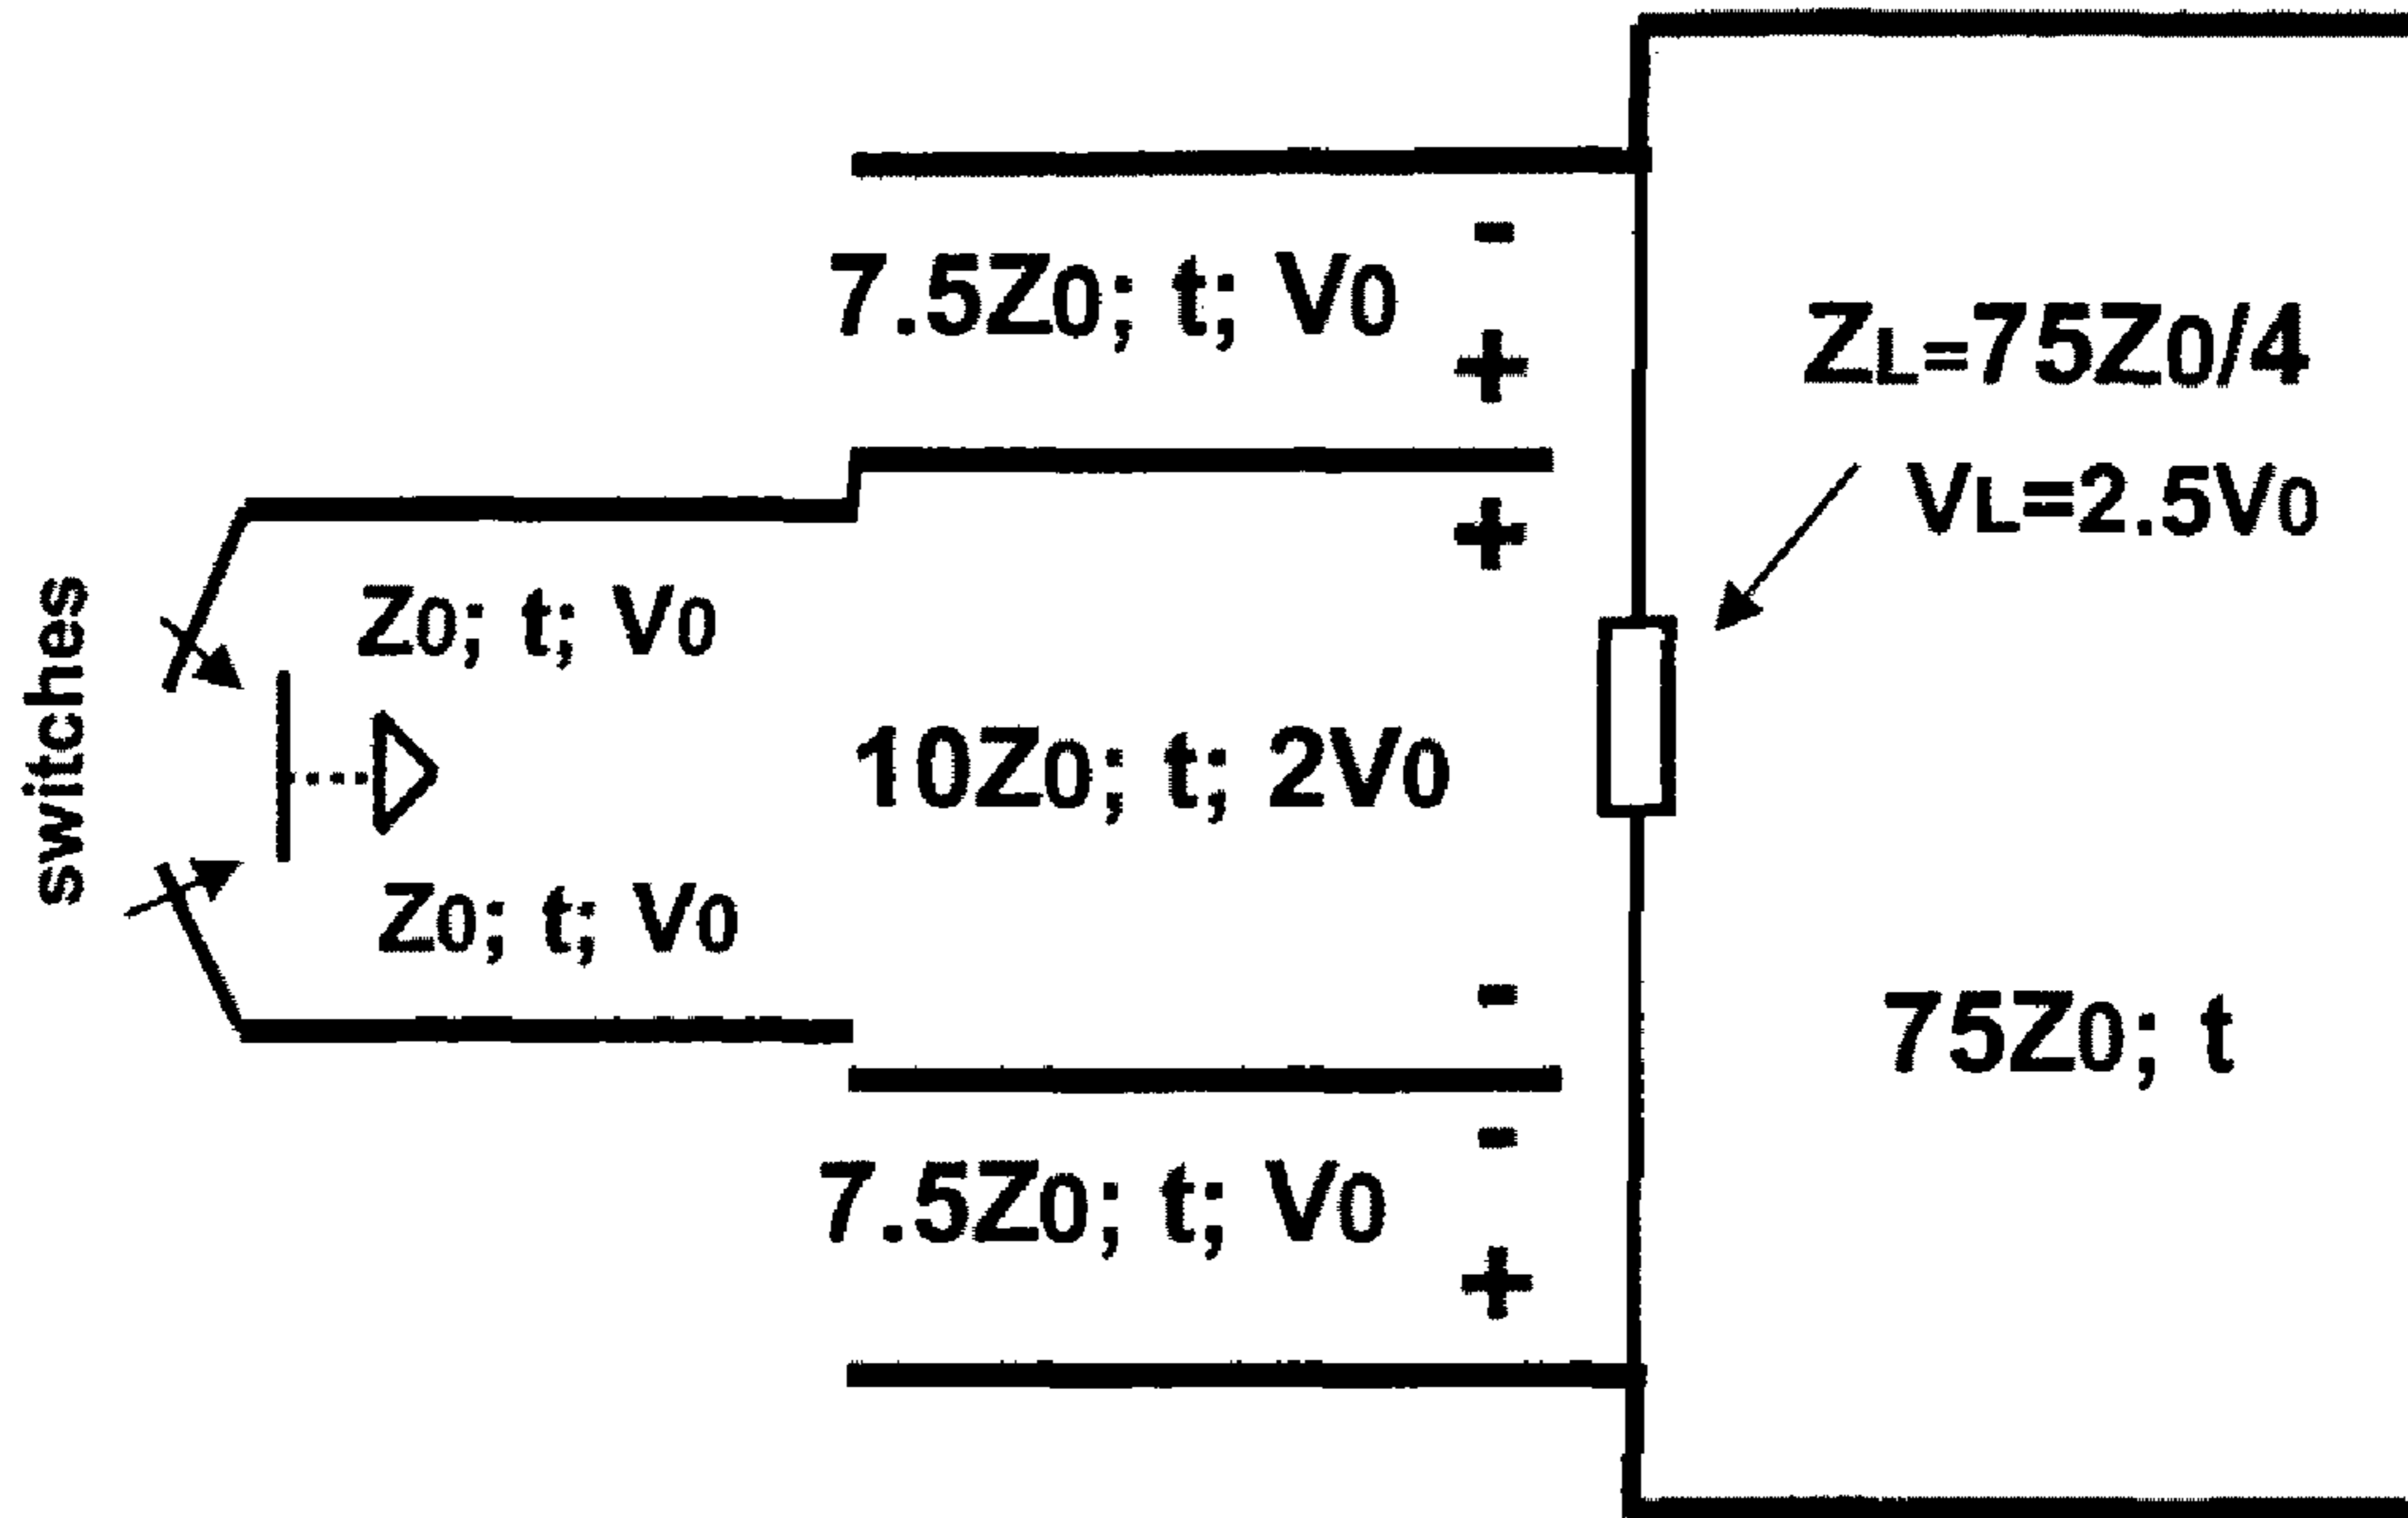 7.5Z0; t; V0
-
+
ZL=75Z0/4
VL=2.5V0
+
switches
Z0; t; V0
10Z0; t; 2V0
Z0; t; V0
-
75Z0; t
-
7.5Z0; t; V0
+